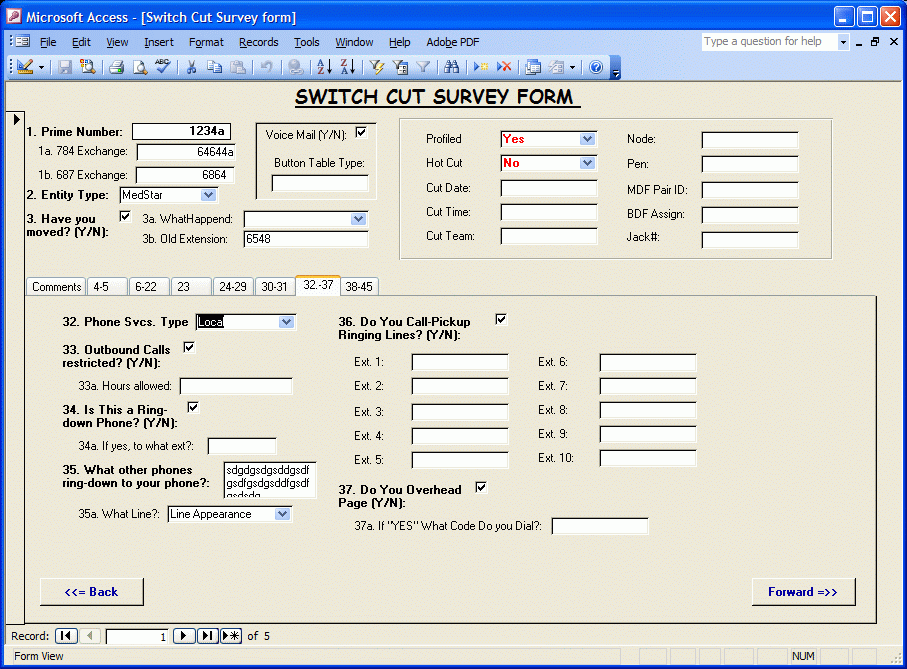 Microsoft Access - [Switch Cut Survey form]
File Edit View Insert Format Records Tools Window Help Adobe PDF Type a question for help
SWITCH CUT SURVEY FORM
1. Prime Number: 1234a
1a. 784 Exchange: 64644a
1b. 687 Exchange: 6864
2. Entity Type: MedStar
3. Have you moved? (Y/N):
3a. WhatHappend:
3b. Old Extension: 6548
Voice Mail (Y/N):
Button Table Type:
Profiled Yes
Hot Cut No
Cut Date:
Cut Time:
Cut Team:
Node:
Pen:
MDF Pair ID:
BDF Assign:
Jack#:
Comments 4-5 6-22 23 24-29 30-31 32.-37 38-45
32. Phone Svcs. Type Loca
33. Outbound Calls
restricted? (Y/N):
33a. Hours allowed:
34. Is This a Ring-
down Phone? (Y/N):
34a. If yes, to what ext?:
35. What other phones
ring-down to your phone?:
sdgdgsdgsddgsdf
gsdfgsdgsddfgsdf
gsdsdg
35a. What Line?: Line Appearance
36. Do You Call-Pickup
Ringing Lines? (Y/N):
Ext. 1: Ext. 6:
Ext. 2: Ext. 7:
Ext. 3: Ext. 8:
Ext. 4: Ext. 9:
Ext. 5: Ext. 10:
37. Do You Overhead
Page (Y/N):
37a. If "YES" What Code Do you Dial?:
<<= Back Forward =>>
Record: 1 of 5
Form View NUM